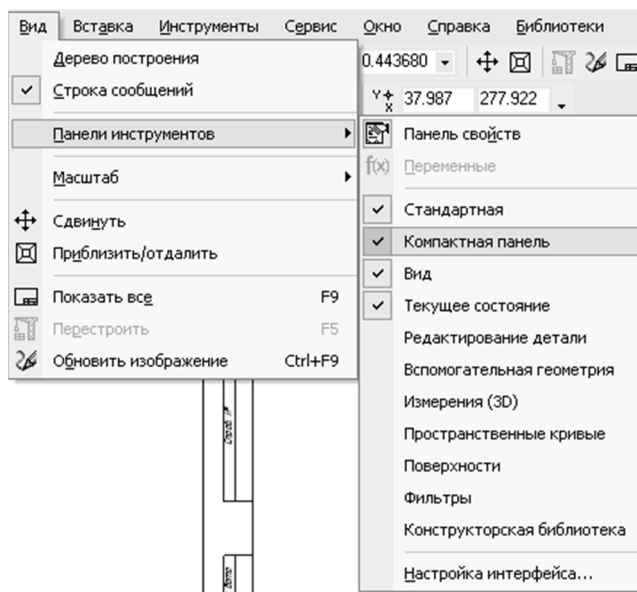 Вид Вставка Инструменты Сервис Окно Справка Библиотеки
Дерево построения
Строка сообщений
Панели инструментов
Масштаб
Сдвинуть
Приблизить/отдалить
Показать все F9
Перестроить F5
Обновить изображение Ctrl+F9
0.443680
37.987 277.922
Панель свойств
f(x) Переменные
Стандартная
Компактная панель
Вид
Текущее состояние
Редактирование детали
Вспомогательная геометрия
Измерения (3D)
Пространственные кривые
Поверхности
Фильтры
Конструкторская библиотека
Настройка интерфейса...